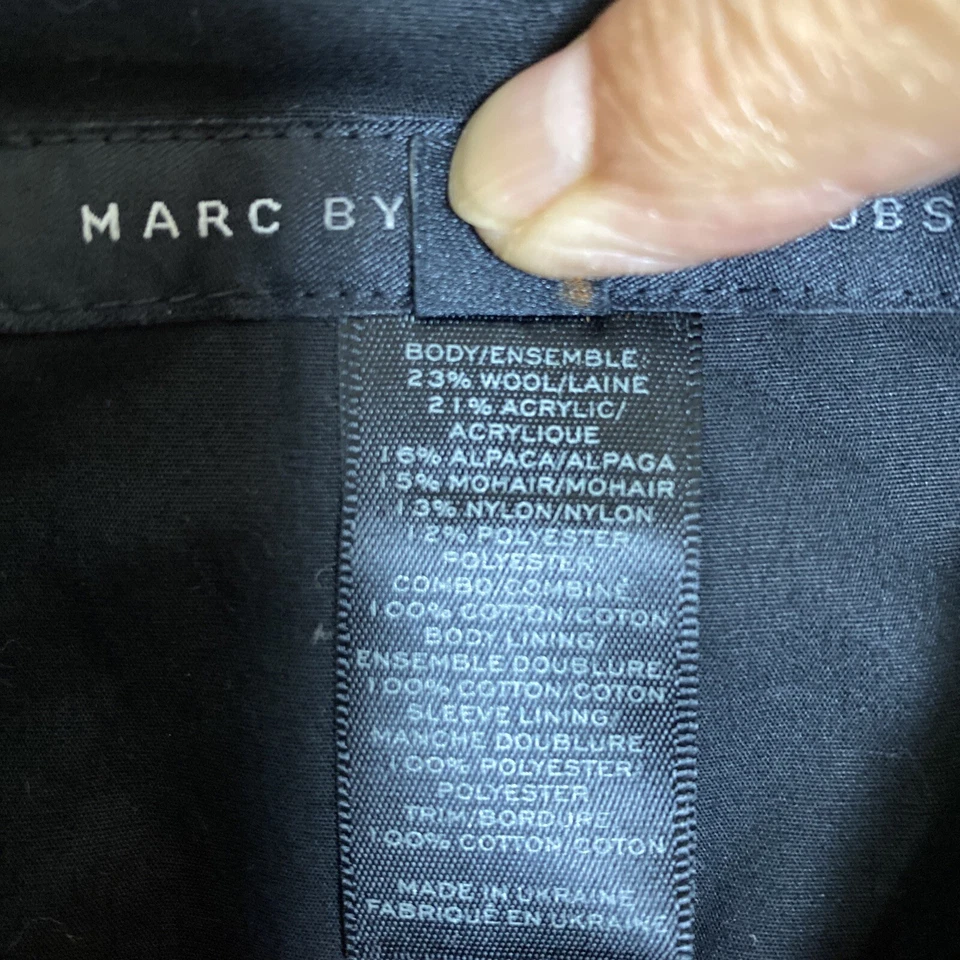 MARC BY
OBS
BODY/ENSEMBLE:
23% WOOL/LAINE
21% ACRYLIC/
ACRYLIQUE
16% ALPACA/ALPAGA
15% MOHAIR/MOHAIR
13% NYLON/NYLON
12% POLYESTER/
POLYESTER
COMBO/COMBINÉ
100% COTTON/COTON
BODY LINING/
ENSEMBLE DOUBLURE
100% COTTON/COTON
SLEEVE LINING/
MANCHE DOUBLURE
100% POLYESTER
POLYESTER
TRIM/BORDURE
100% COTTON/COTON
MADE IN UKRAINE
FABRIQUÉ EN UKRAINE